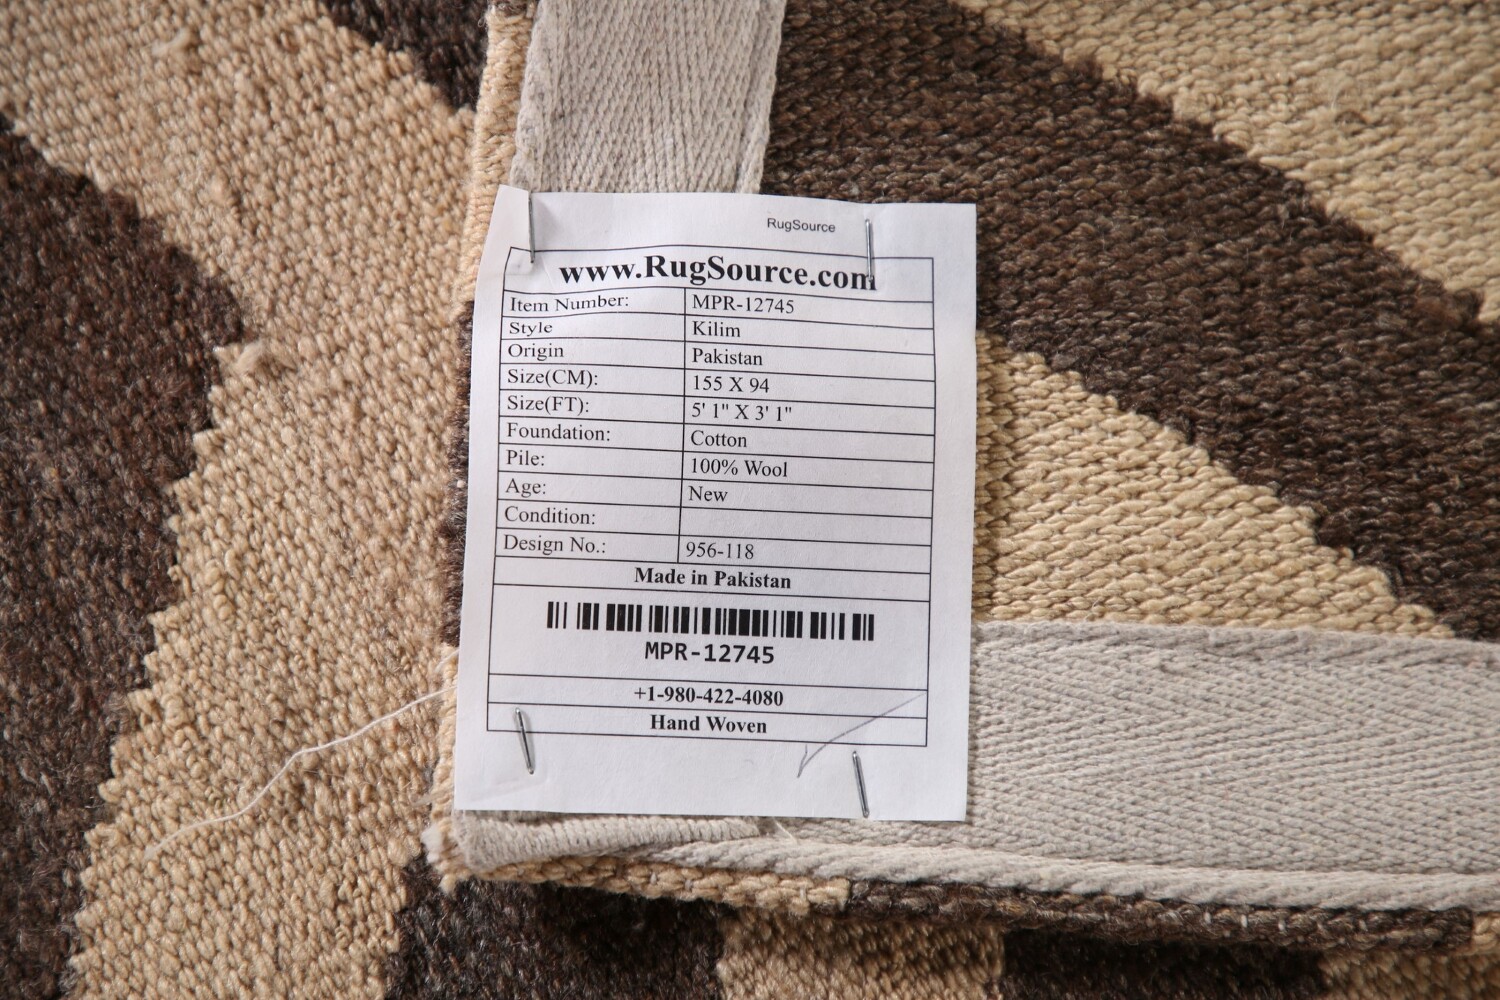 RugSource
www.RugSource.com
Item Number: MPR-12745
Style Kilim
Origin Pakistan
Size(CM): 155 X 94
Size(FT): 5' 1" X 3' 1"
Foundation: Cotton
Pile: 100% Wool
Age: New
Condition:
Design No.: 956-118
Made in Pakistan
MPR-12745
+1-980-422-4080
Hand Woven